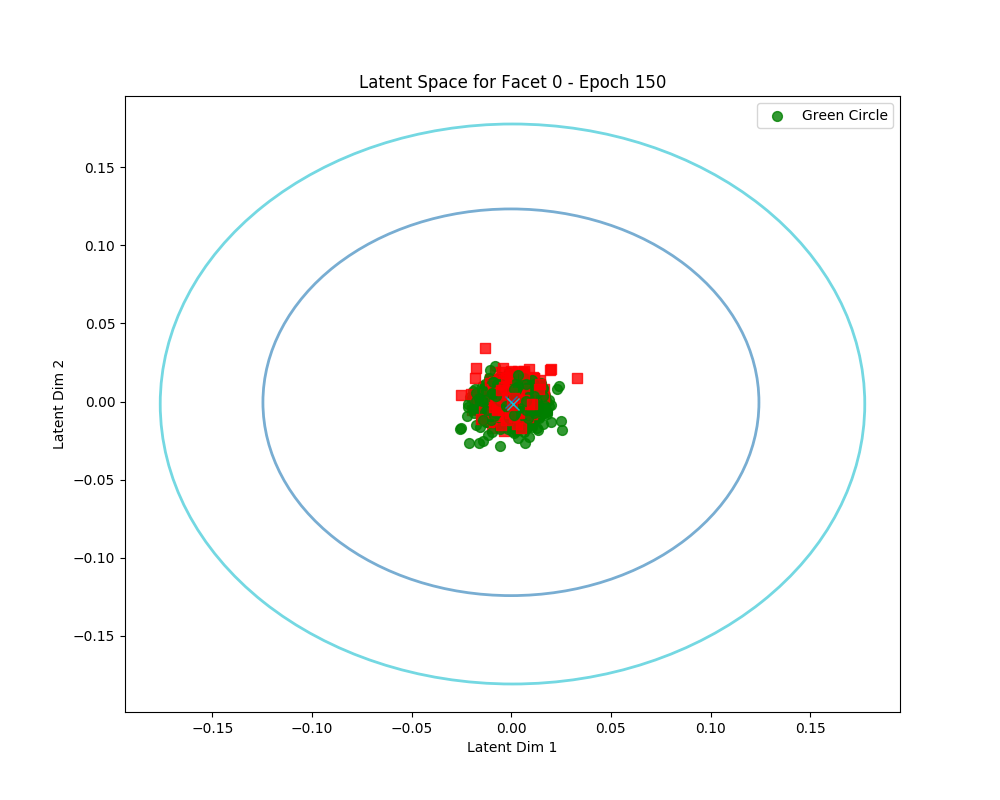 Latent Space for Facet 0 - Epoch 150
Green Circle
0.15
0.10
0.05
0.00
−0.05
−0.10
−0.15
Latent Dim 2
−0.15 −0.10 −0.05 0.00 0.05 0.10 0.15
Latent Dim 1